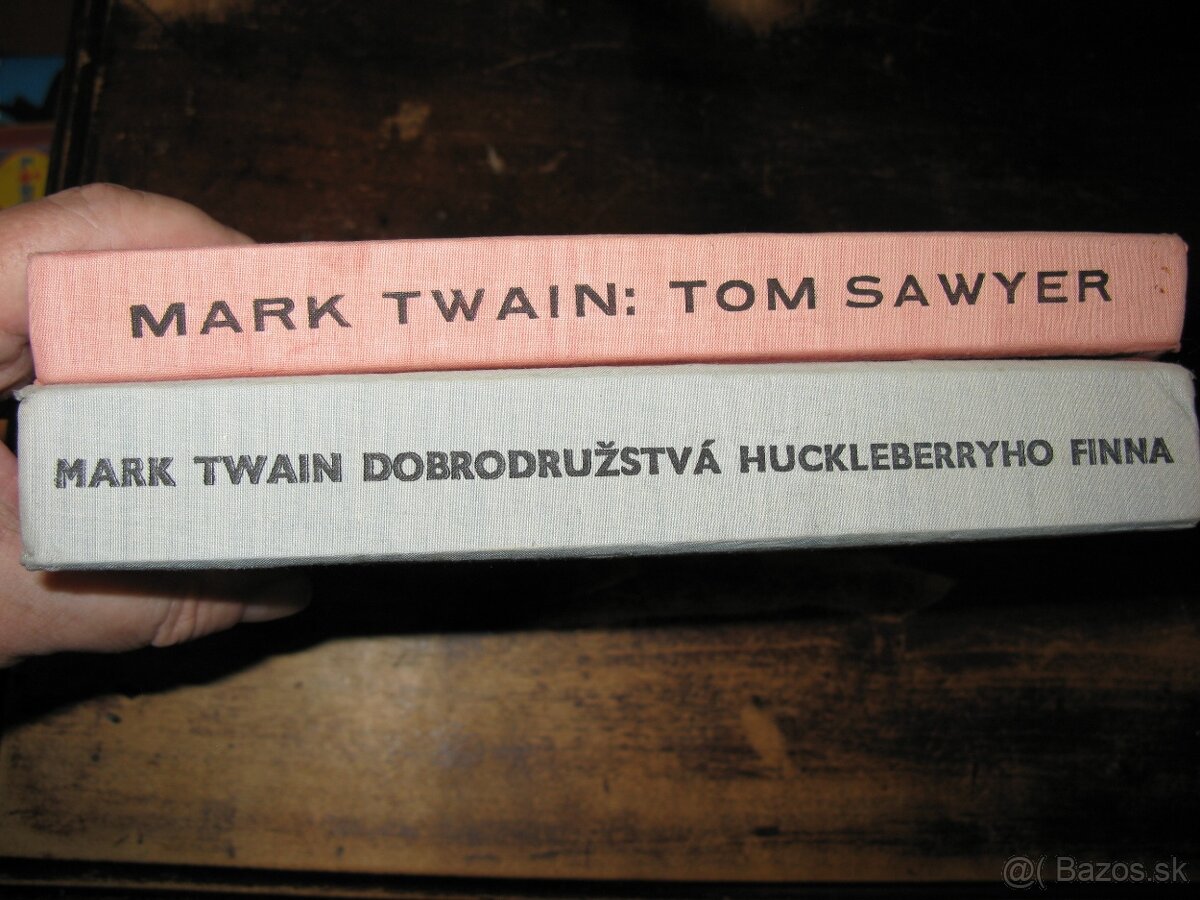 MARK TWAIN: TOM SAWYER
MARK TWAIN DOBRODRUŽSTVÁ HUCKLEBERRYHO FINNA
@( Bazos.sk